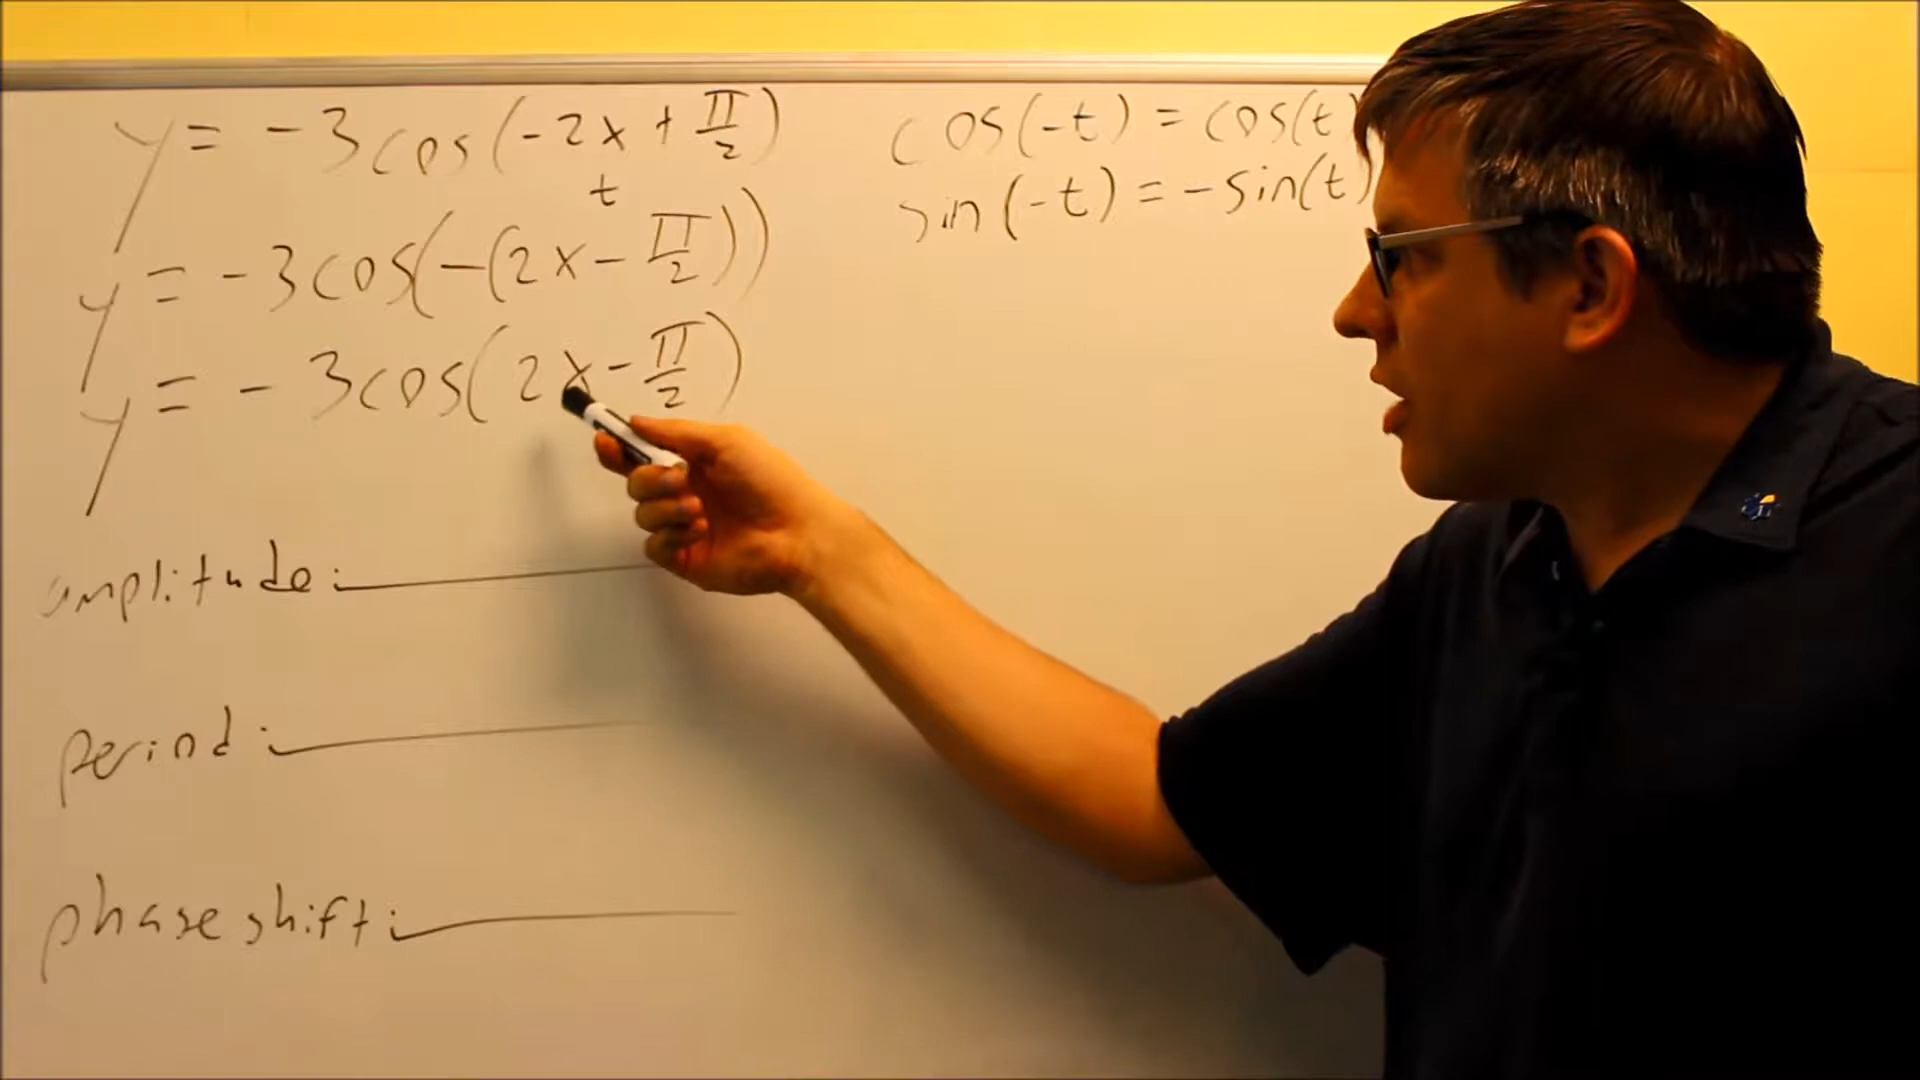 y = -3cos(-2x + π/2)
t
y = -3cos(-(2x - π/2))
y = -3cos(2x - π/2)
cos(-t) = cos(t
sin(-t) = -sin(t)
amplitude:
period:
phase shift: